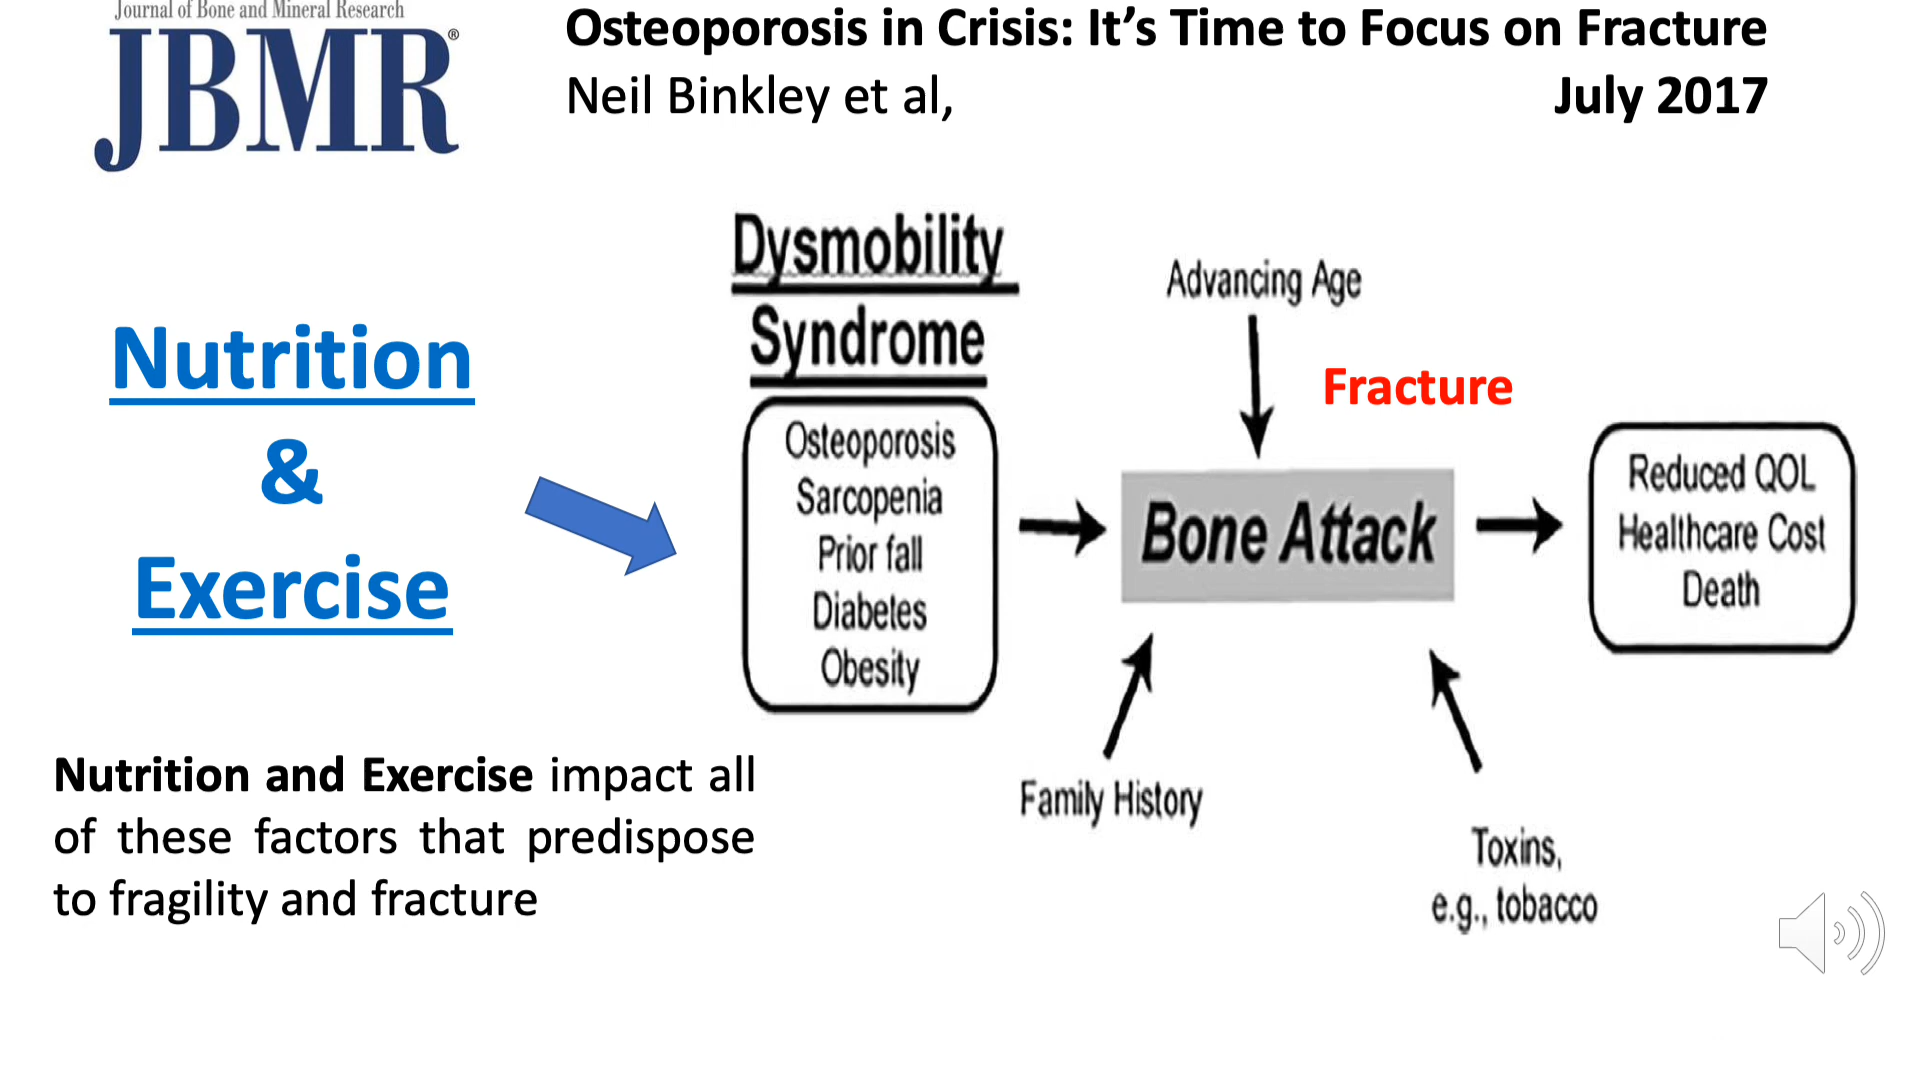 Journal of Bone and Mineral Research
JBMR®
Osteoporosis in Crisis: It’s Time to Focus on Fracture
Neil Binkley et al, July 2017
Nutrition
&
Exercise
Nutrition and Exercise impact all
of these factors that predispose
to fragility and fracture
Dysmobility
Syndrome
Osteoporosis
Sarcopenia
Prior fall
Diabetes
Obesity
Advancing Age
Fracture
Bone Attack
Family History
Toxins,
e.g., tobacco
Reduced QOL
Healthcare Cost
Death